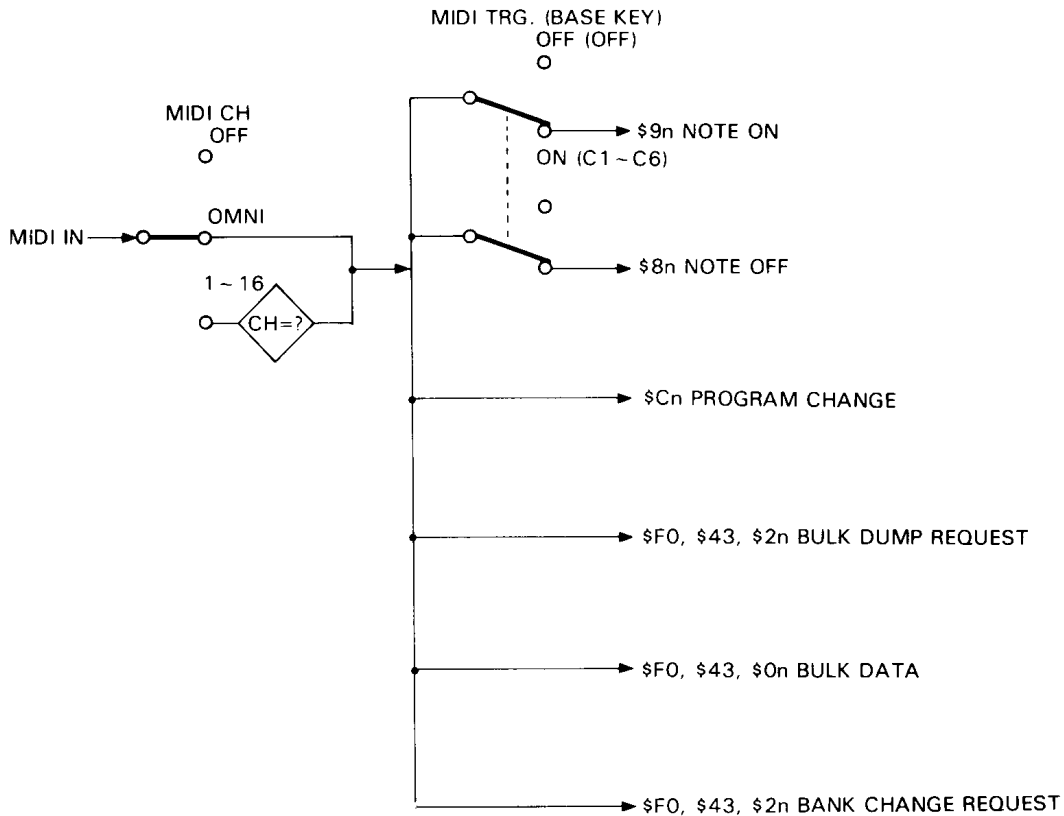 MIDI TRG. (BASE KEY)
OFF (OFF)
MIDI CH
OFF
$9n NOTE ON
ON (C1~C6)
OMNI
MIDI IN
$8n NOTE OFF
1~16
CH=?
$Cn PROGRAM CHANGE
$F0, $43, $2n BULK DUMP REQUEST
$F0, $43, $0n BULK DATA
$F0, $43, $2n BANK CHANGE REQUEST